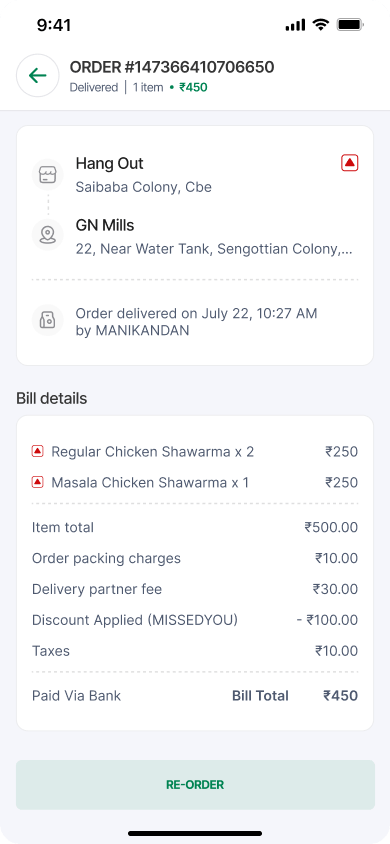 9:41
ORDER #147366410706650
Delivered | 1 item • ₹450
Hang Out
Saibaba Colony, Cbe
GN Mills
22, Near Water Tank, Sengottian Colony,...
Order delivered on July 22, 10:27 AM
by MANIKANDAN
Bill details
Regular Chicken Shawarma x 2 ₹250
Masala Chicken Shawarma x 1 ₹250
Item total ₹500.00
Order packing charges ₹10.00
Delivery partner fee ₹30.00
Discount Applied (MISSEDYOU) - ₹100.00
Taxes ₹10.00
Paid Via Bank Bill Total ₹450
RE-ORDER